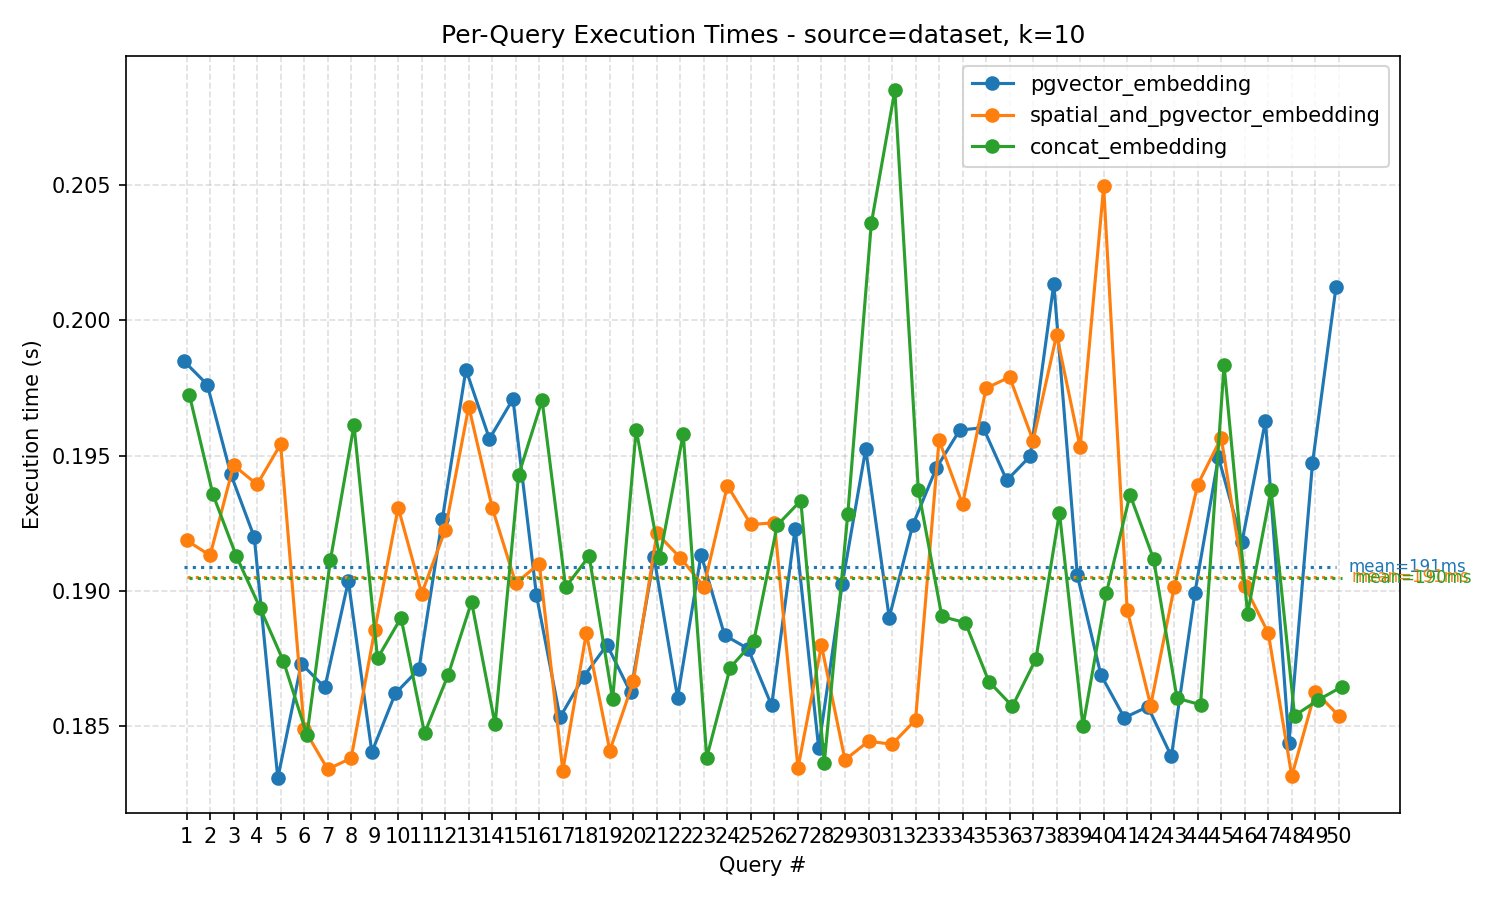 Per-Query Execution Times - source=dataset, k=10
pgvector_embedding
spatial_and_pgvector_embedding
concat_embedding
Execution time (s)
0.205
0.200
0.195
0.190
0.185
mean=191ms
mean=190ms
1 2 3 4 5 6 7 8 9 10 11 12 13 14 15 16 17 18 19 20 21 22 23 24 25 26 27 28 29 30 31 32 33 34 35 36 37 38 39 40 41 42 43 44 45 46 47 48 49 50
Query #